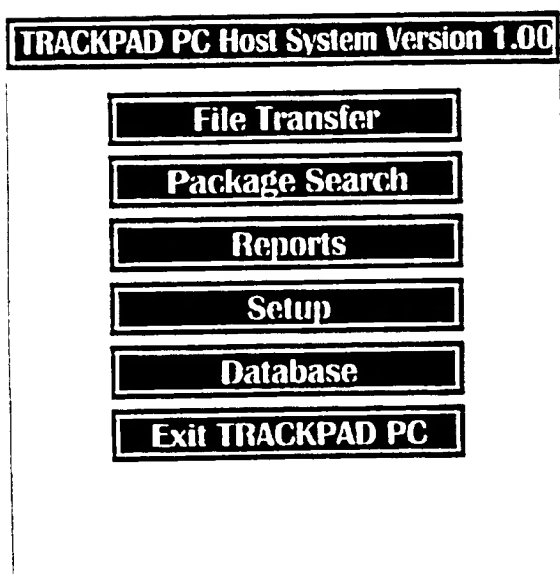 TRACKPAD PC Host System Version 1.00
File Transfer
Package Search
Reports
Setup
Database
Exit TRACKPAD PC